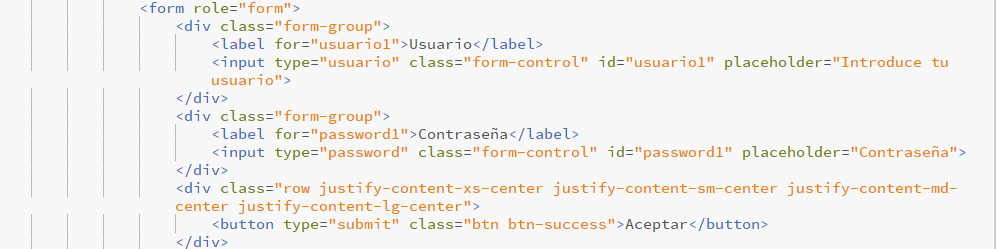 <form role="form">
<div class="form-group">
<label for="usuario1">Usuario</label>
<input type="usuario" class="form-control" id="usuario1" placeholder="Introduce tu
usuario">
</div>
<div class="form-group">
<label for="password1">Contraseña</label>
<input type="password" class="form-control" id="password1" placeholder="Contraseña">
</div>
<div class="row justify-content-xs-center justify-content-sm-center justify-content-md-
center justify-content-lg-center">
<button type="submit" class="btn btn-success">Aceptar</button>
</div>